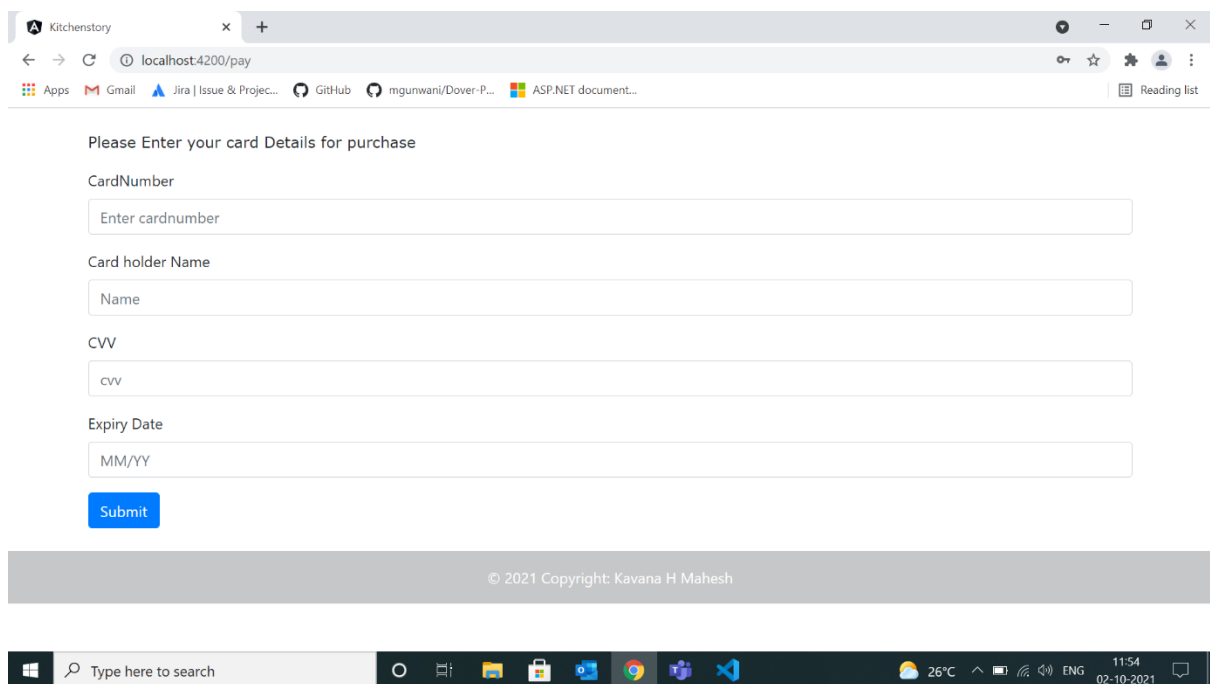 Kitchenstory
localhost:4200/pay
Apps Gmail Jira | Issue & Projec... GitHub mgunwani/Dover-P... ASP.NET document... Reading list
Please Enter your card Details for purchase
CardNumber
Enter cardnumber
Card holder Name
Name
CVV
cvv
Expiry Date
MM/YY
Submit
© 2021 Copyright: Kavana H Mahesh
Type here to search 26°C ENG 11:54
02-10-2021